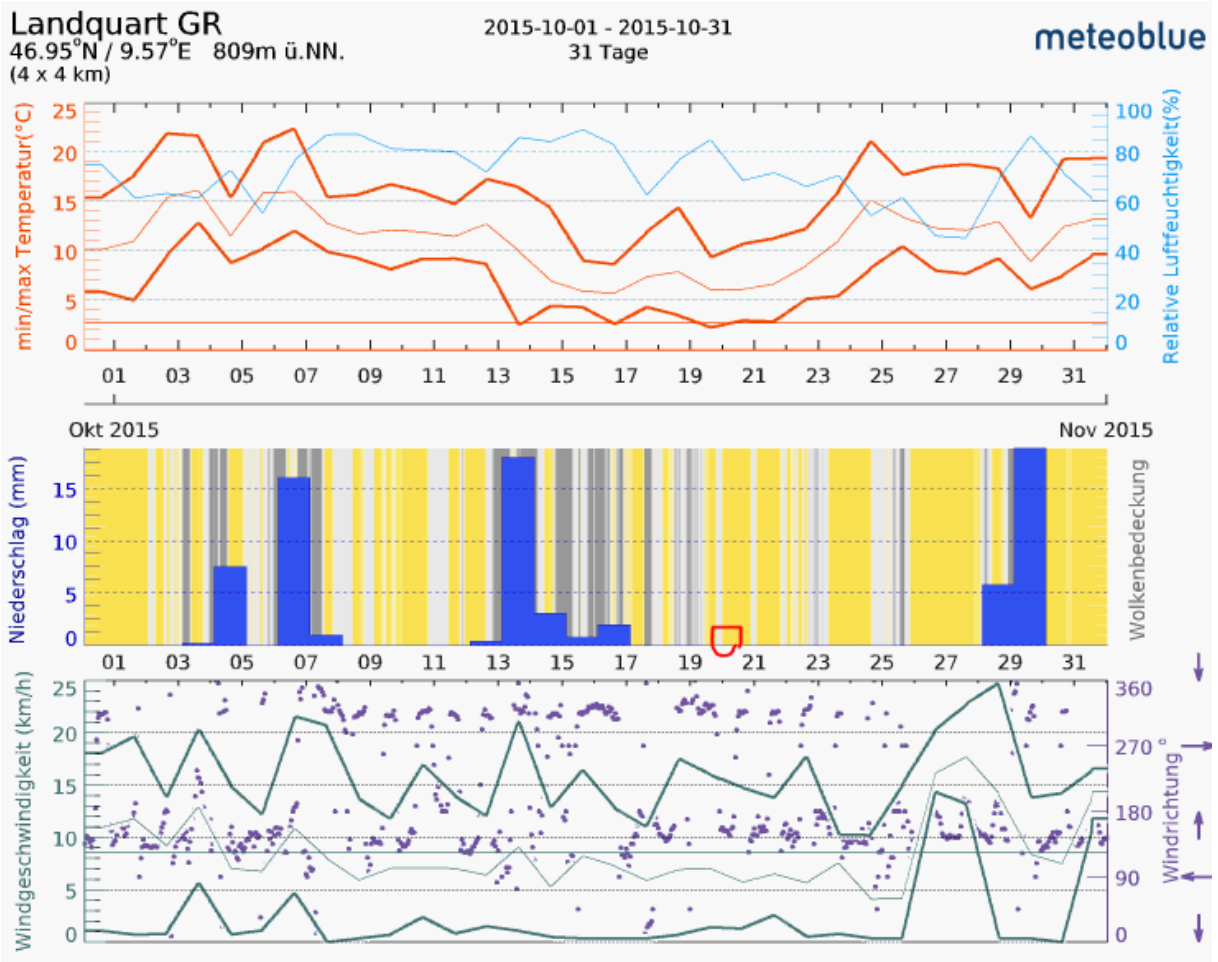 Landquart GR
2015-10-01 - 2015-10-31
meteoblue
46.95°N / 9.57°E 809m ü.NN.
31 Tage
(4 x 4 km)
min/max Temperatur(°C)
25
20
15
10
5
0
100
80
60
40
20
0
Relative Luftfeuchtigkeit(%)
01 03 05 07 09 11 13 15 17 19 21 23 25 27 29 31
Okt 2015
Nov 2015
Niederschlag (mm)
15
10
5
0
Wolkenbedeckung
01 03 05 07 09 11 13 15 17 19 21 23 25 27 29 31
Windgeschwindigkeit (km/h)
25
20
15
10
5
0
360
270
180
90
0
Windrichtung °